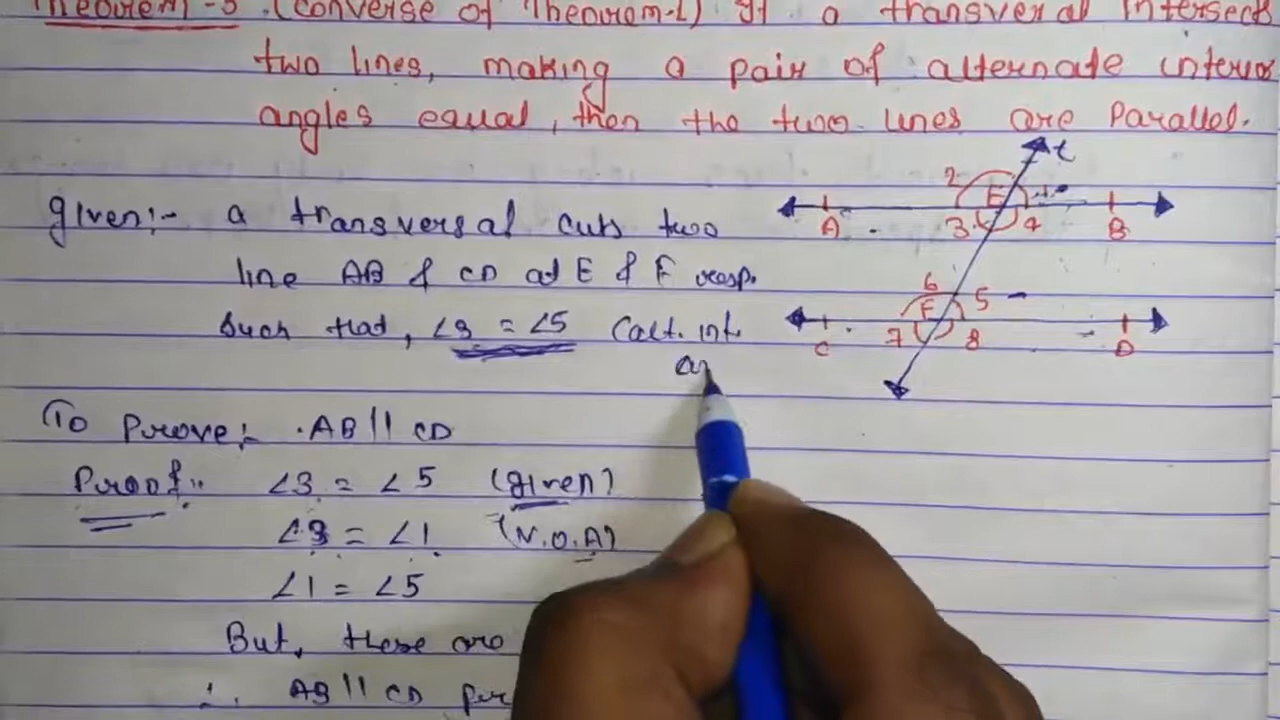 Theorem-3 (Converse of Theorem-1) If a transversal intersects
two lines, making a pair of alternate interior
angles equal, then the two lines are Parallel.
given:- a transversal cuts two
line AB & CD at E & F resp.
Such that, ∠3 = ∠5 (alt. int.
an
To Prove:- AB || CD
Proof:- ∠3 = ∠5 (given)
∠3 = ∠1 (V.O.A)
∠1 = ∠5
But, these are
∴ AB || CD
t
2 E 1
A 3 4 B
6 F 5
C 7 8 D